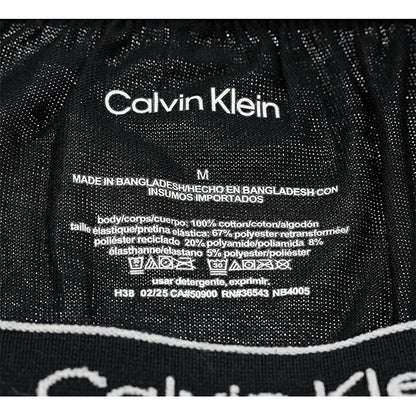 Calvin Klein
M
MADE IN BANGLADESH/HECHO EN BANGLADESH CON
INSUMOS IMPORTADOS
body/corps/cuerpo: 100% cotton/coton/algodón
taille élastique/pretina elástica: 67% polyester retransformée/
poliéster reciclado 20% polyamide/poliamida 8%
élasthanne/elastano 5% polyester/poliéster
usar detergente, exprimir.
H3B 02/25 CA#50900 RN#36543 NB4005
Calvin Klein